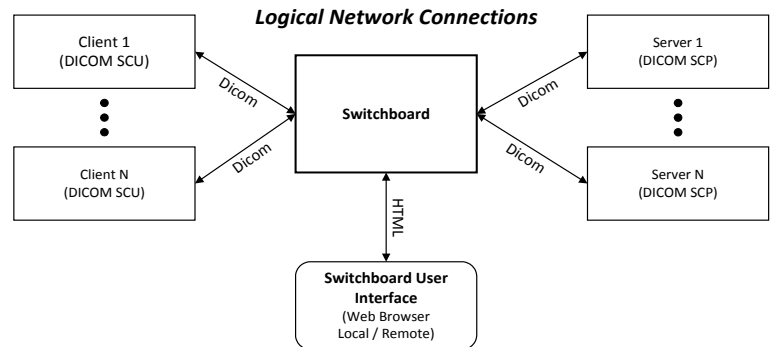 Logical Network Connections
Client 1
(DICOM SCU)
Dicom
Switchboard
Dicom
Server 1
(DICOM SCP)
Client N
(DICOM SCU)
Dicom
Dicom
Server N
(DICOM SCP)
HTML
Switchboard User
Interface
(Web Browser
Local / Remote)